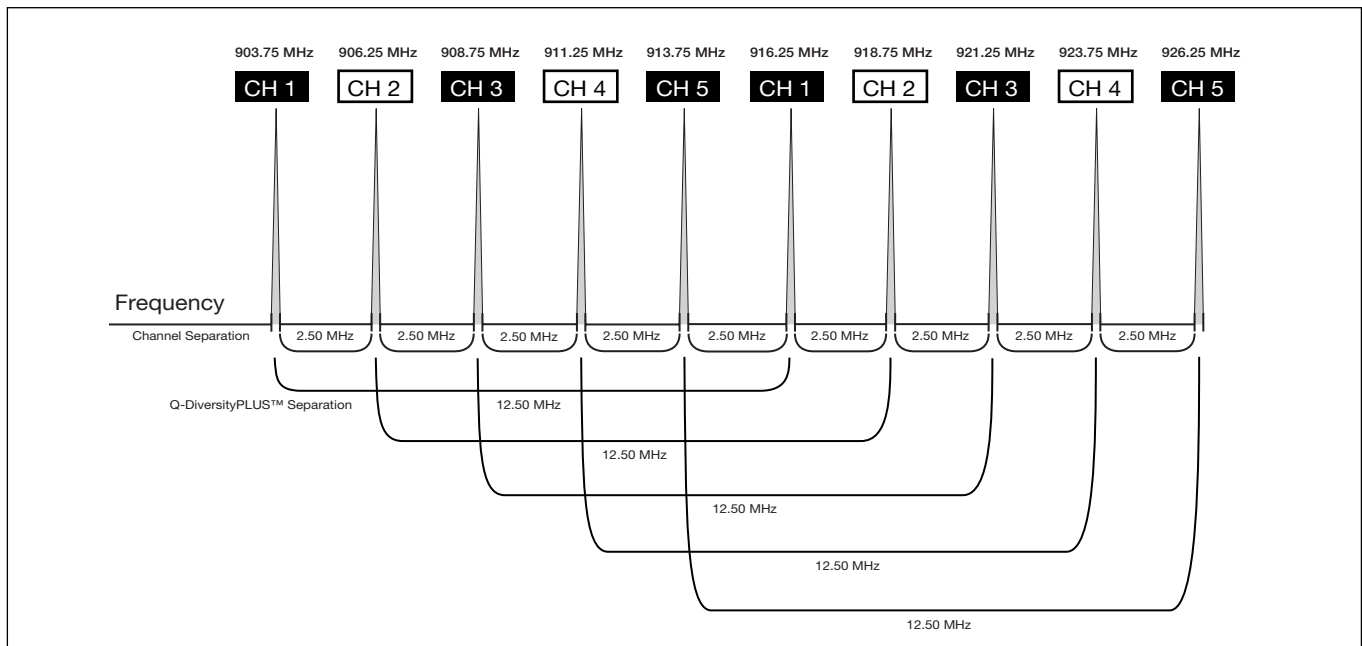 903.75 MHz 906.25 MHz 908.75 MHz 911.25 MHz 913.75 MHz 916.25 MHz 918.75 MHz 921.25 MHz 923.75 MHz 926.25 MHz
CH 1 CH 2 CH 3 CH 4 CH 5 CH 1 CH 2 CH 3 CH 4 CH 5
Frequency
Channel Separation 2.50 MHz 2.50 MHz 2.50 MHz 2.50 MHz 2.50 MHz 2.50 MHz 2.50 MHz 2.50 MHz 2.50 MHz
Q-DiversityPLUS™ Separation 12.50 MHz
12.50 MHz
12.50 MHz
12.50 MHz
12.50 MHz